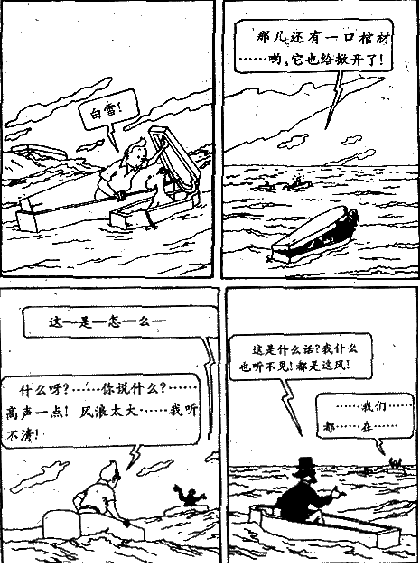 白雪！
那儿还有一口棺材
……哟，它也给掀开了！
这—是—怎—么—
什么呀？……你说什么？……
高声一点！风浪太大……我听
不清！
这是什么话？我什么
也听不见！都是这风！
……我们……
都……在……